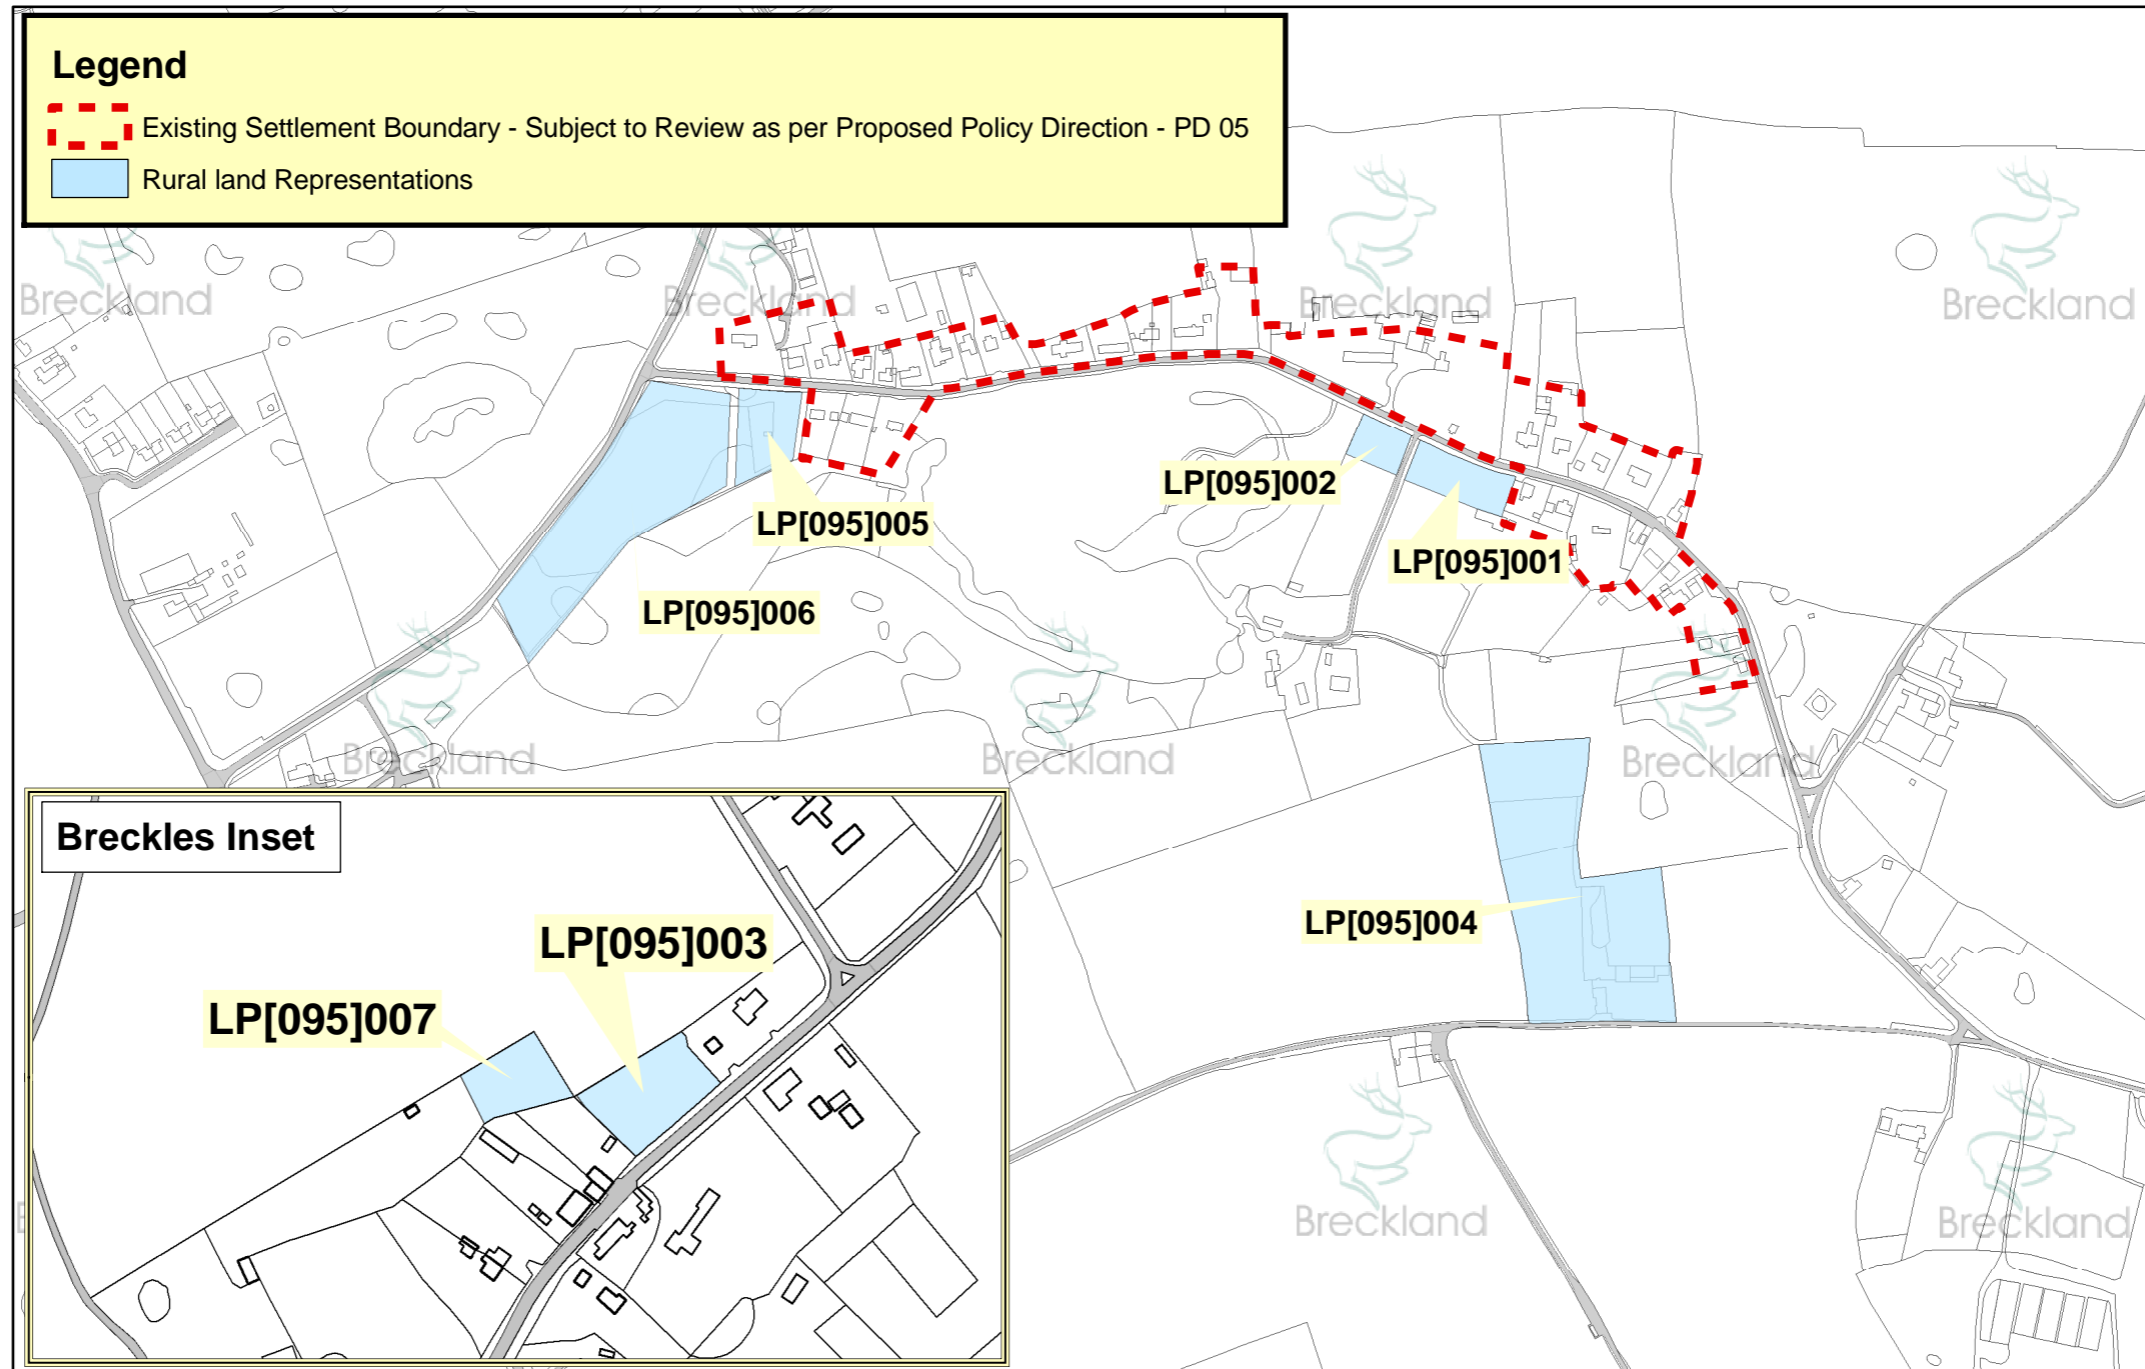 Legend
Existing Settlement Boundary - Subject to Review as per Proposed Policy Direction - PD 05
Rural land Representations
Breckland
Breckland
Breckland
Breckland
LP[095]002
LP[095]005
LP[095]001
LP[095]006
Breckland
Breckland
Breckland
Breckles Inset
LP[095]003
LP[095]004
LP[095]007
Breckland
Breckland